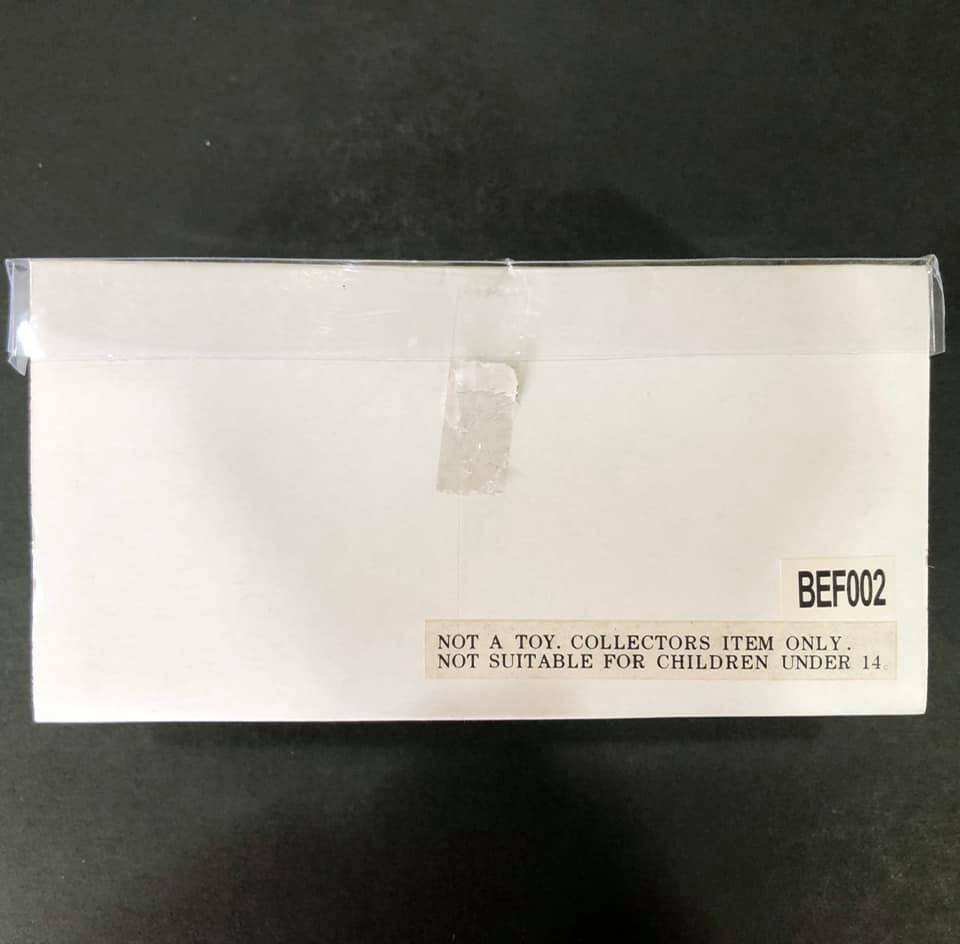 BEF002
NOT A TOY. COLLECTORS ITEM ONLY.
NOT SUITABLE FOR CHILDREN UNDER 14。